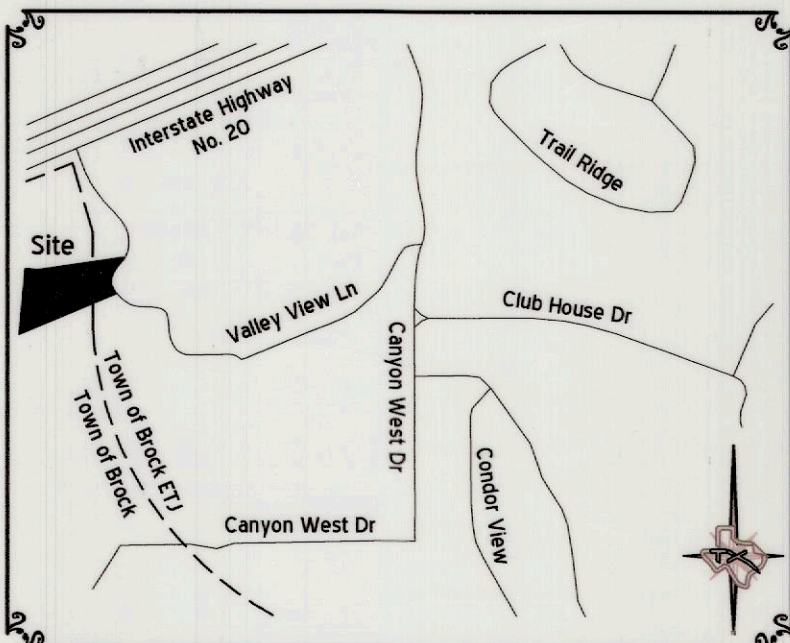 Interstate Highway
No. 20
Trail Ridge
Site
Valley View Ln
Club House Dr
Canyon West Dr
Town of Brock ETJ
Town of Brock
Condor View
Canyon West Dr
TX